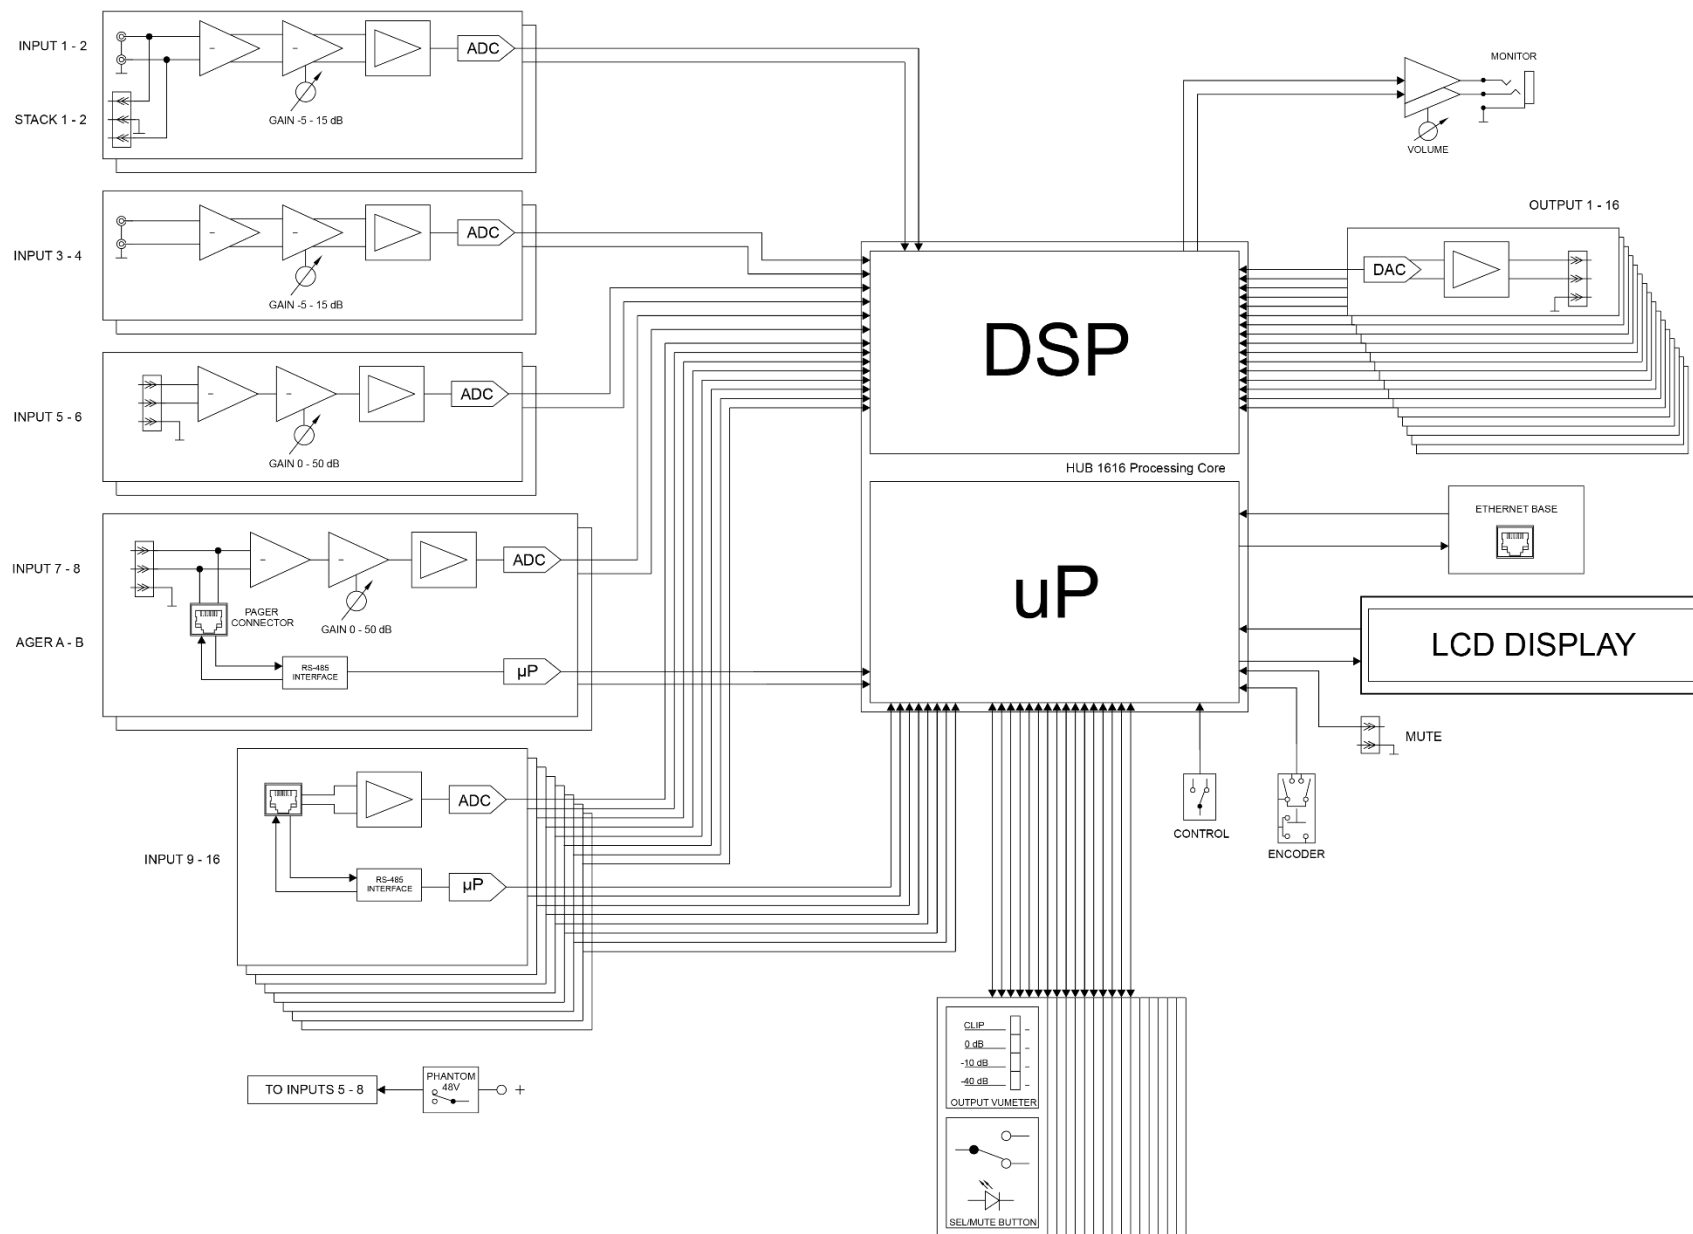 INPUT 1 - 2
ADC
STACK 1 - 2
GAIN -5 - 15 dB
MONITOR
VOLUME
INPUT 3 - 4
ADC
GAIN -5 - 15 dB
OUTPUT 1 - 16
DAC
DSP
INPUT 5 - 6
ADC
GAIN 0 - 50 dB
HUB 1616 Processing Core
INPUT 7 - 8
ADC
PAGER
CONNECTOR
GAIN 0 - 50 dB
AGER A - B
RS-485
INTERFACE
µP
uP
ETHERNET BASE
LCD DISPLAY
MUTE
CONTROL
ENCODER
INPUT 9 - 16
ADC
RS-485
INTERFACE
µP
TO INPUTS 5 - 8
PHANTOM
48V
+
CLIP
0 dB
-10 dB
-40 dB
OUTPUT VUMETER
SEL/MUTE BUTTON